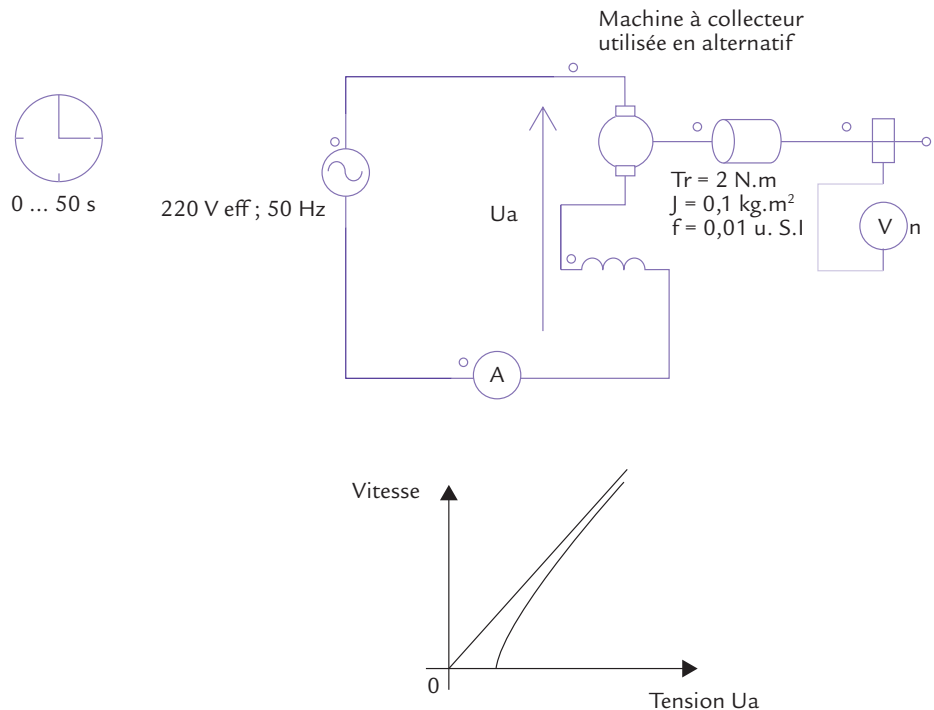 Machine à collecteur
utilisée en alternatif
0 ... 50 s
220 V eff ; 50 Hz
Ua
Tr = 2 N.m
J = 0,1 kg.m²
f = 0,01 u. S.I
V
n
A
Vitesse
0
Tension Ua